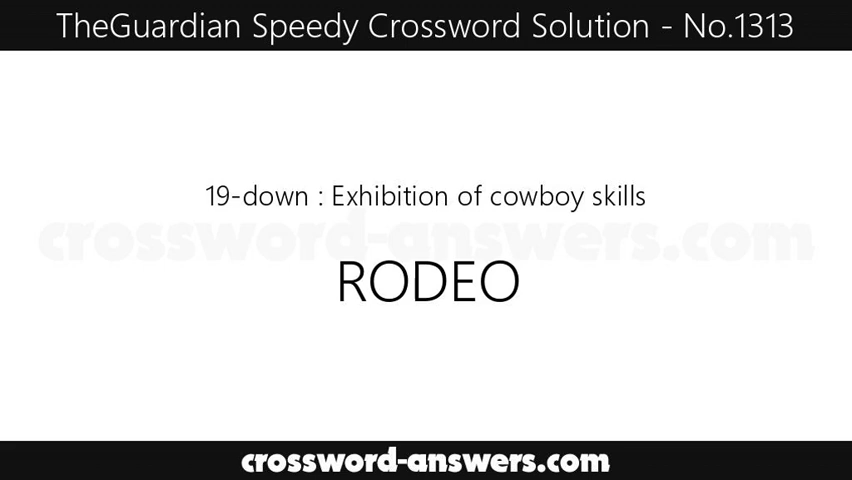 TheGuardian Speedy Crossword Solution - No.1313
19-down : Exhibition of cowboy skills
crossword-answers.com
RODEO
crossword-answers.com